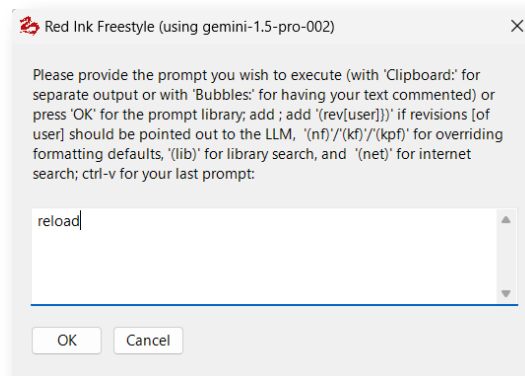 Red Ink Freestyle (using gemini-1.5-pro-002)
Please provide the prompt you wish to execute (with 'Clipboard:' for
separate output or with 'Bubbles:' for having your text commented) or
press 'OK' for the prompt library; add ; add '(rev[user]})' if revisions [of
user] should be pointed out to the LLM,  '(nf)'/'(kf)'/'(kpf)' for overriding
formatting defaults, '(lib)' for library search, and  '(net)' for internet
search; ctrl-v for your last prompt:
reload
OK Cancel